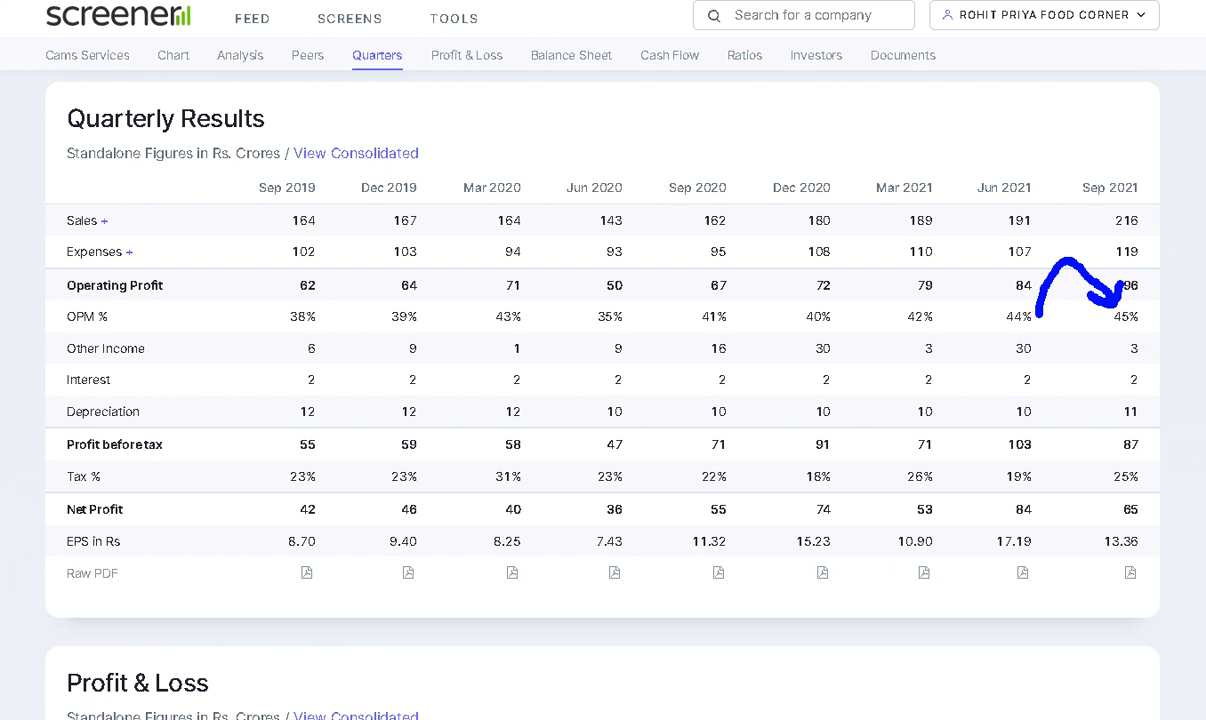 screener
FEED SCREENS TOOLS Search for a company ROHIT PRIYA FOOD CORNER
Cams Services Chart Analysis Peers Quarters Profit & Loss Balance Sheet Cash Flow Ratios Investors Documents
Quarterly Results
Standalone Figures in Rs. Crores / View Consolidated
Sep 2019 Dec 2019 Mar 2020 Jun 2020 Sep 2020 Dec 2020 Mar 2021 Jun 2021 Sep 2021
Sales + 164 167 164 143 162 180 189 191 216
Expenses + 102 103 94 93 95 108 110 107 119
Operating Profit 62 64 71 50 67 72 79 84 96
OPM % 38% 39% 43% 35% 41% 40% 42% 44% 45%
Other Income 6 9 1 9 16 30 3 30 3
Interest 2 2 2 2 2 2 2 2 2
Depreciation 12 12 12 10 10 10 10 10 11
Profit before tax 55 59 58 47 71 91 71 103 87
Tax % 23% 23% 31% 23% 22% 18% 26% 19% 25%
Net Profit 42 46 40 36 55 74 53 84 65
EPS in Rs 8.70 9.40 8.25 7.43 11.32 15.23 10.90 17.19 13.36
Raw PDF
Profit & Loss
Standalone Figures in Rs. Crores / View Consolidated